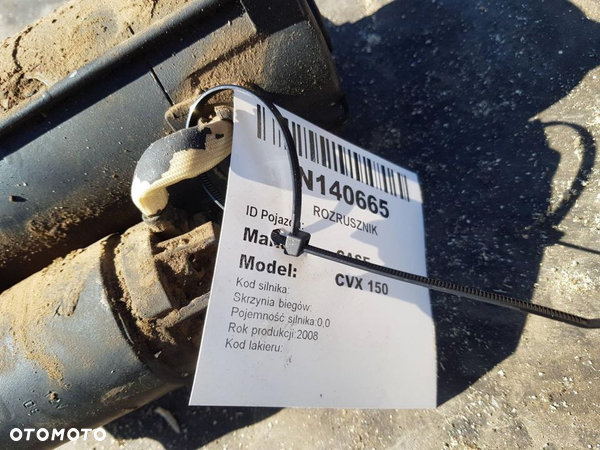 N140665
ROZRUSZNIK
ID Pojazdu:
CASE
Model: CVX 150
Kod silnika:
Skrzynia biegów:
Pojemność silnika:0,0
Rok produkcji:2008
Kod lakieru:
OTOMOTO